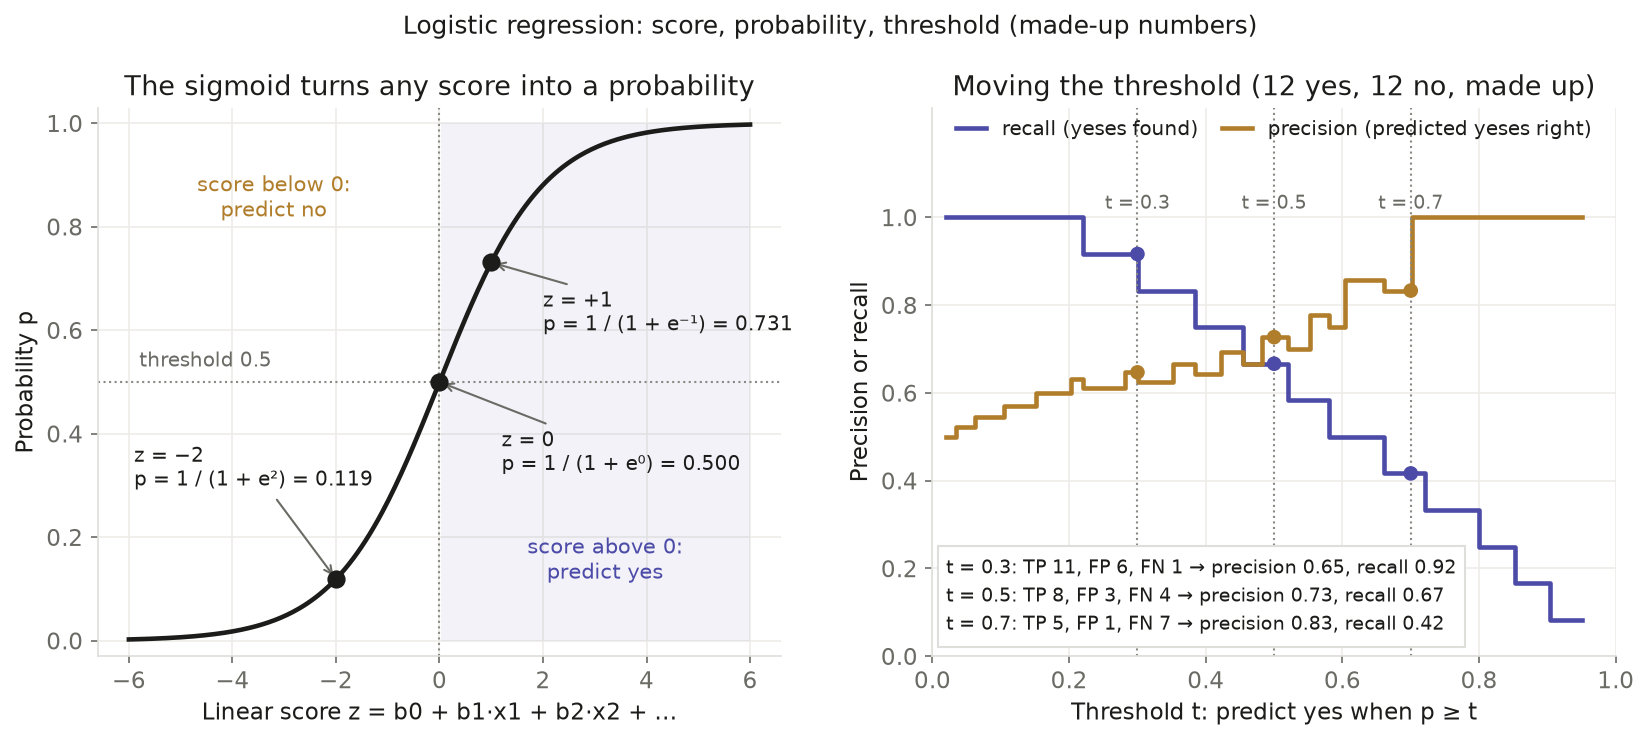 Logistic regression: score, probability, threshold (made-up numbers)
The sigmoid turns any score into a probability
Probability p
1.0
0.8
0.6
0.4
0.2
0.0
score below 0:
predict no
z = +1
p = 1 / (1 + e⁻¹) = 0.731
threshold 0.5
z = 0
p = 1 / (1 + e⁰) = 0.500
z = −2
p = 1 / (1 + e²) = 0.119
score above 0:
predict yes
−6
−4
−2
0
2
4
6
Linear score z = b0 + b1·x1 + b2·x2 + ...
Moving the threshold (12 yes, 12 no, made up)
recall (yeses found)
precision (predicted yeses right)
t = 0.3
t = 0.5
t = 0.7
Precision or recall
1.0
0.8
0.6
0.4
0.2
0.0
t = 0.3: TP 11, FP 6, FN 1 → precision 0.65, recall 0.92
t = 0.5: TP 8, FP 3, FN 4 → precision 0.73, recall 0.67
t = 0.7: TP 5, FP 1, FN 7 → precision 0.83, recall 0.42
0.0
0.2
0.4
0.6
0.8
1.0
Threshold t: predict yes when p ≥ t